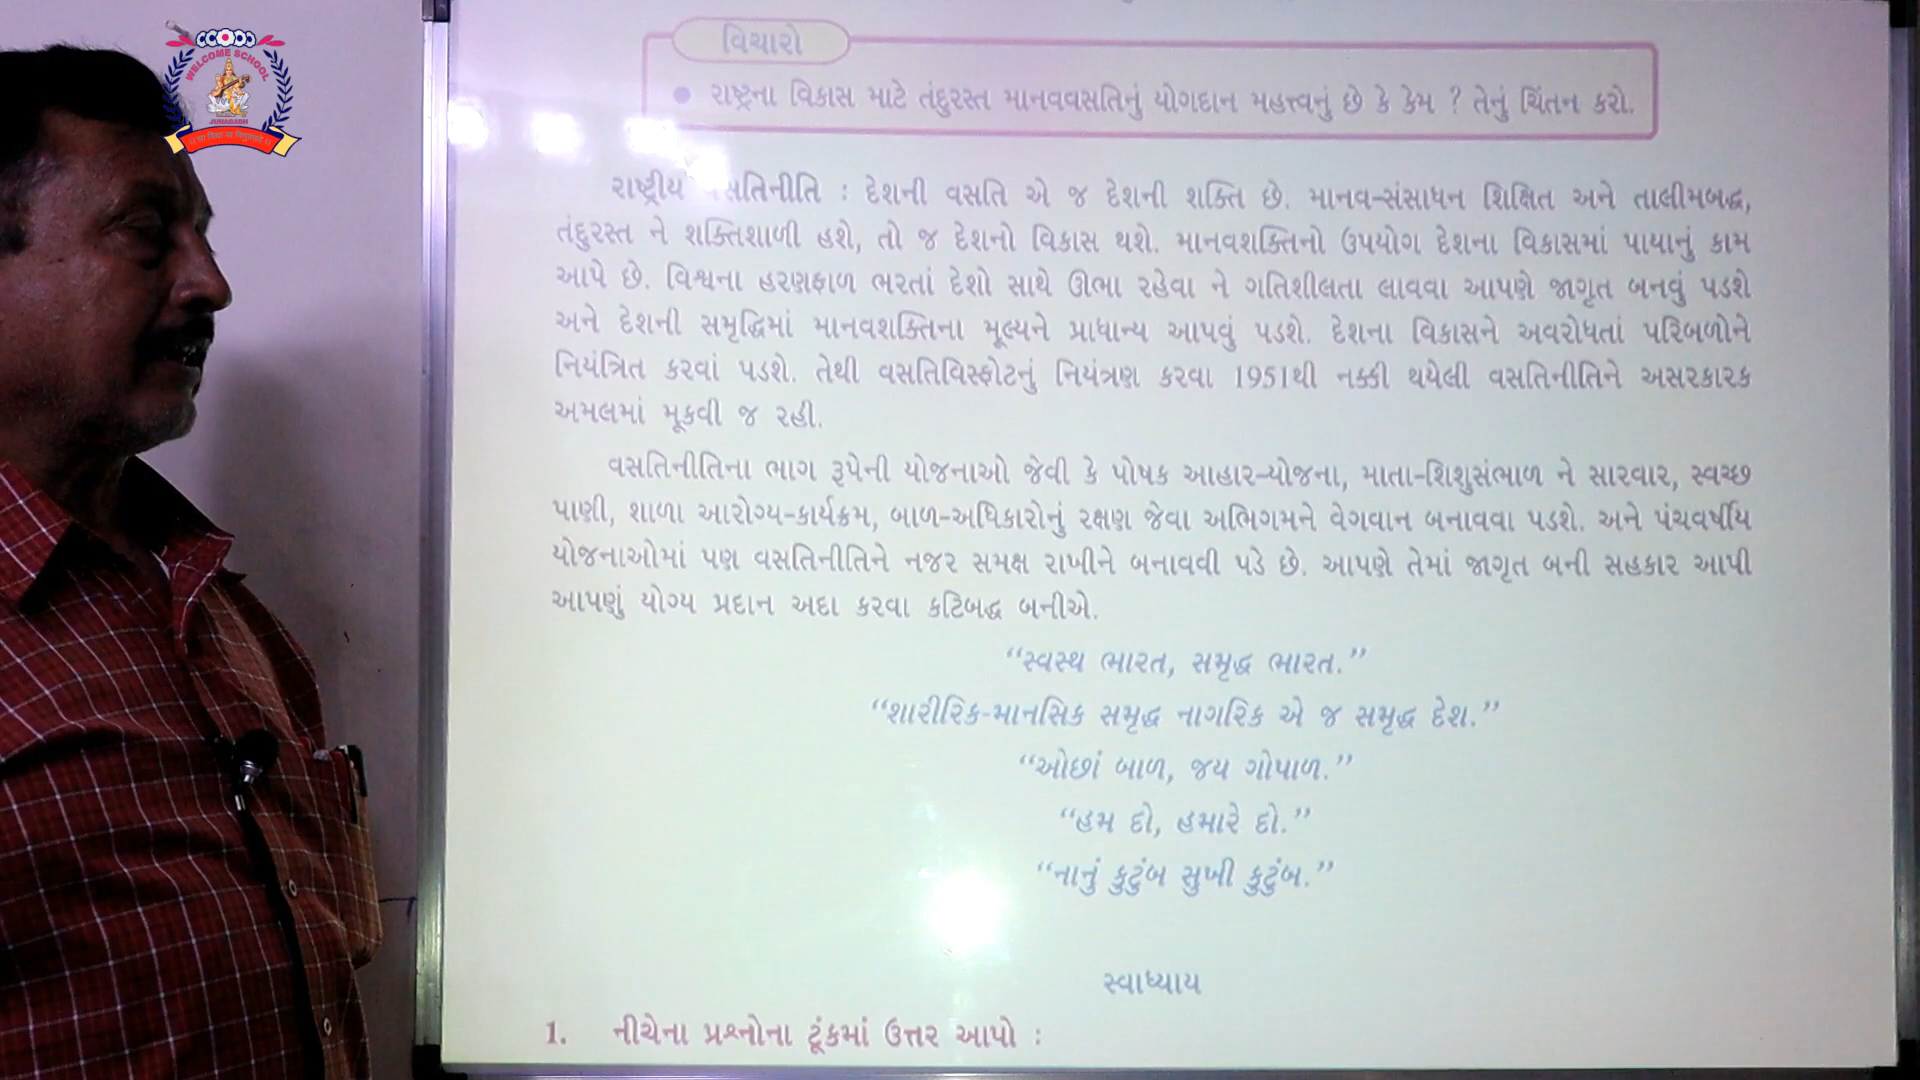 WELCOME SCHOOL
JUNAGADH
વિચારો
● રાષ્ટ્રના વિકાસ માટે તંદુરસ્ત માનવવસતિનું યોગદાન મહત્ત્વનું છે કે કેમ ? તેનું ચિંતન કરો.
રાષ્ટ્રીય : દેશની વસતિ એ જ દેશની શક્તિ છે. માનવ-સંસાધન શિક્ષિત અને તાલીમબદ્ધ,
તંદુરસ્ત ને શક્તિશાળી હશે, તો જ દેશનો વિકાસ થશે. માનવશક્તિનો ઉપયોગ દેશના વિકાસમાં પાયાનું કામ
આપે છે. વિશ્વના હરણફાળ ભરતાં દેશો સાથે ઊભા રહેવા ને ગતિશીલતા લાવવા આપણે જાગૃત બનવું પડશે
અને દેશની સમૃદ્ધિમાં માનવશક્તિના મૂલ્યને પ્રાધાન્ય આપવું પડશે. દેશના વિકાસને અવરોધતાં પરિબળોને
નિયંત્રિત કરવાં પડશે. તેથી વસતિવિસ્ફોટનું નિયંત્રણ કરવા 1951થી નક્કી થયેલી વસતિનીતિને અસરકારક
અમલમાં મૂકવી જ રહી.
વસતિનીતિના ભાગ રૂપેની યોજનાઓ જેવી કે પોષક આહાર-યોજના, માતા-શિશુસંભાળ ને સારવાર, સ્વચ્છ
પાણી, શાળા આરોગ્ય-કાર્યક્રમ, બાળ-અધિકારોનું રક્ષણ જેવા અભિગમને વેગવાન બનાવવા પડશે. અને પંચવર્ષીય
યોજનાઓમાં પણ વસતિનીતિને નજર સમક્ષ રાખીને બનાવવી પડે છે. આપણે તેમાં જાગૃત બની સહકાર આપી
આપણું યોગ્ય પ્રદાન અદા કરવા કટિબદ્ધ બનીએ.
“સ્વસ્થ ભારત, સમૃદ્ધ ભારત.”
“શારીરિક-માનસિક સમૃદ્ધ નાગરિક એ જ સમૃદ્ધ દેશ.”
“ઓછાં બાળ, જય ગોપાળ.”
“હમ દો, હમારે દો.”
“નાનું કુટુંબ સુખી કુટુંબ.”
સ્વાધ્યાય
1. નીચેના પ્રશ્નોના ટૂંકમાં ઉત્તર આપો :